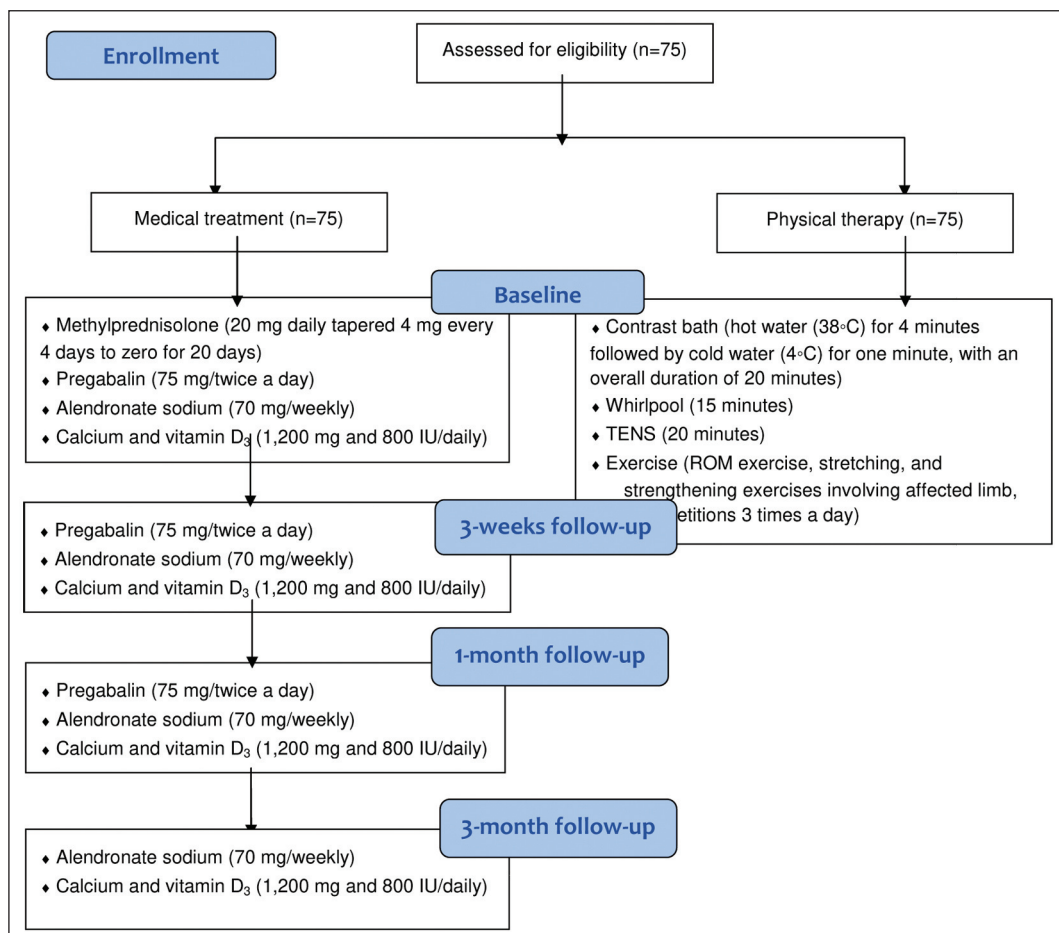 Enrollment
Assessed for eligibility (n=75)
Medical treatment (n=75)
Physical therapy (n=75)
Baseline
♦ Methylprednisolone (20 mg daily tapered 4 mg every
4 days to zero for 20 days)
♦ Pregabalin (75 mg/twice a day)
♦ Alendronate sodium (70 mg/weekly)
♦ Calcium and vitamin D₃ (1,200 mg and 800 IU/daily)
♦ Contrast bath (hot water (38◦C) for 4 minutes
followed by cold water (4◦C) for one minute, with an
overall duration of 20 minutes)
♦ Whirlpool (15 minutes)
♦ TENS (20 minutes)
♦ Exercise (ROM exercise, stretching, and
strengthening exercises involving affected limb,
3 times a day)
3-weeks follow-up
♦ Pregabalin (75 mg/twice a day)
♦ Alendronate sodium (70 mg/weekly)
♦ Calcium and vitamin D₃ (1,200 mg and 800 IU/daily)
1-month follow-up
♦ Pregabalin (75 mg/twice a day)
♦ Alendronate sodium (70 mg/weekly)
♦ Calcium and vitamin D₃ (1,200 mg and 800 IU/daily)
3-month follow-up
♦ Alendronate sodium (70 mg/weekly)
♦ Calcium and vitamin D₃ (1,200 mg and 800 IU/daily)